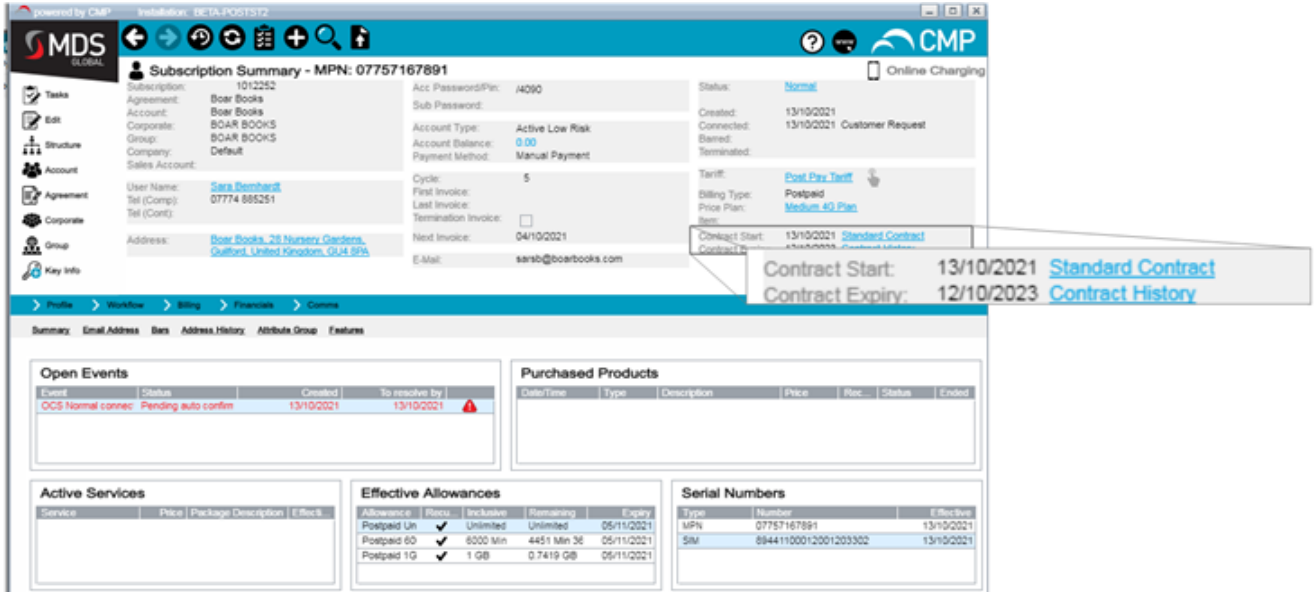 powered by CMP Installation: BETA-POSTST2
MDS
GLOBAL
CMP
Subscription Summary - MPN: 07757167891
Online Charging
Tasks
Edit
Structure
Account
Agreement
Corporate
Group
Key Info
Subscription: 1012252
Agreement: Boar Books
Account: Boar Books
Corporate: BOAR BOOKS
Group: BOAR BOOKS
Company: Default
Sales Account:
User Name: Sara Bernhardt
Tel (Comp): 07774 885251
Tel (Cont):
Address: Boar Books, 28 Nursery Gardens,
Guilford, United Kingdom, GU4 8PA
Acc Password/Pin: /4090
Sub Password:
Account Type: Active Low Risk
Account Balance: 0.00
Payment Method: Manual Payment
Cycle: 5
First Invoice:
Last Invoice:
Termination Invoice:
Next Invoice: 04/10/2021
E-Mail: sarsb@boarbooks.com
Status: Normal
Created: 13/10/2021
Connected: 13/10/2021 Customer Request
Barred:
Terminated:
Tariff: Post Pay Tariff
Billing Type: Postpaid
Price Plan: Medium 4G Plan
Item:
Contract Start: 13/10/2021 Standard Contract
Contract Start: 13/10/2021 Standard Contract
Contract Expiry: 12/10/2023 Contract History
Profile Workflow Billing Financials Comms
Summary Email Address Bars Address History Attribute Group Features
Open Events
Event Status Created To resolve by
OCS Normal connec Pending auto confirm 13/10/2021 13/10/2021
Purchased Products
Date/Time Type Description Price Rec... Status Ended
Active Services
Service Price Package Description Effecti...
Effective Allowances
Allowance Recu... Inclusive Remaining Expiry
Postpaid Un Unlimited Unlimited 05/11/2021
Postpaid 60 6000 Min 4451 Min 36 05/11/2021
Postpaid 1G 1 GB 0.7419 GB 05/11/2021
Serial Numbers
Type Number Effective
MPN 07757167891 13/10/2021
SIM 89441100012001203302 13/10/2021